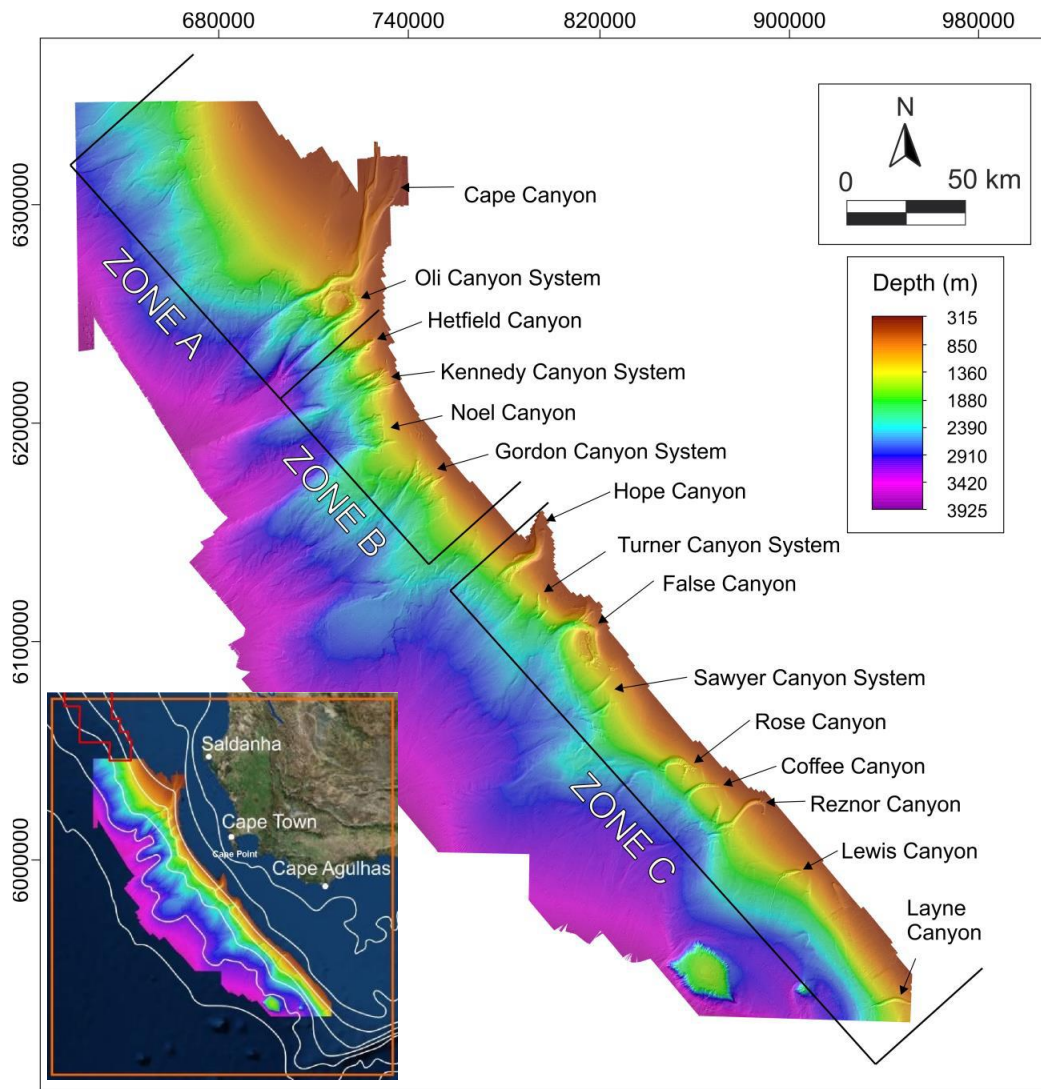 680000
740000
820000
900000
980000
6300000
6200000
6100000
6000000
N
0
50 km
Depth (m)
315
850
1360
1880
2390
2910
3420
3925
Cape Canyon
Oli Canyon System
Hetfield Canyon
Kennedy Canyon System
Noel Canyon
Gordon Canyon System
Hope Canyon
Turner Canyon System
False Canyon
Sawyer Canyon System
Rose Canyon
Coffee Canyon
Reznor Canyon
Lewis Canyon
Layne
Canyon
ZONE A
ZONE B
ZONE C
Saldanha
Cape Town
Cape Point
Cape Agulhas